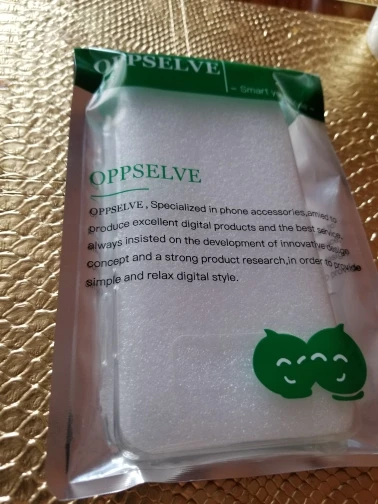 OPPSELVE
- Smart
OPPSELVE
OPPSELVE, Specialized in phone accessories,aimed to
produce excellent digital products and the best service,
always insisted on the development of innovative design
concept and a strong product research,in order to provide
simple and relax digital style.